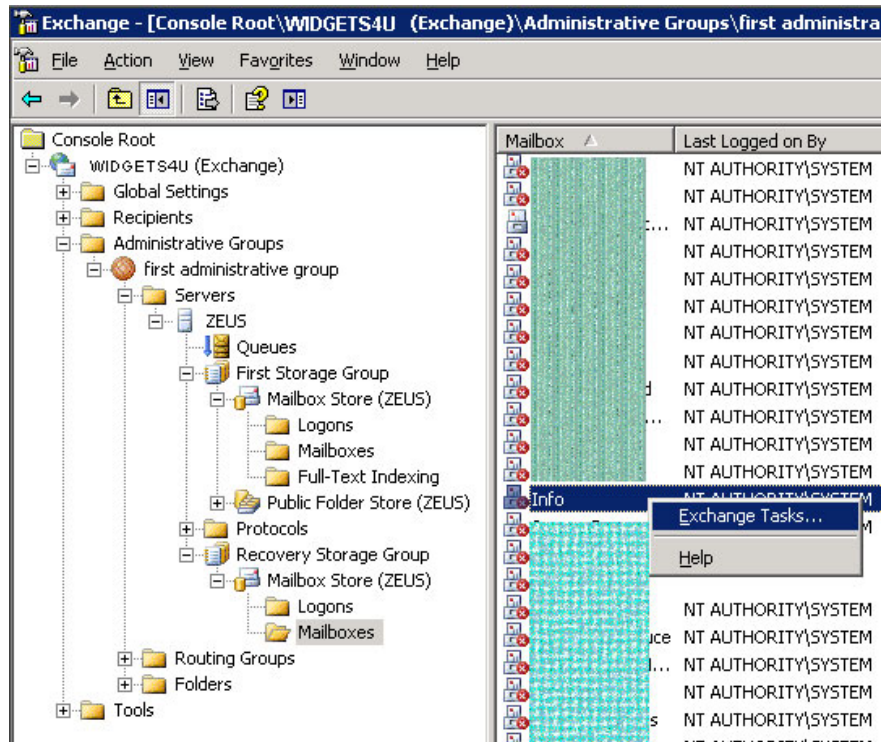 Exchange - [Console Root\WIDGETS4U (Exchange)\Administrative Groups\first administra
File Action View Favorites Window Help
Console Root
WIDGETS4U (Exchange)
Global Settings
Recipients
Administrative Groups
first administrative group
Servers
ZEUS
Queues
First Storage Group
Mailbox Store (ZEUS)
Logons
Mailboxes
Full-Text Indexing
Public Folder Store (ZEUS)
Protocols
Recovery Storage Group
Mailbox Store (ZEUS)
Logons
Mailboxes
Routing Groups
Folders
Tools
Mailbox Last Logged on By
NT AUTHORITY\SYSTEM
NT AUTHORITY\SYSTEM
:... NT AUTHORITY\SYSTEM
NT AUTHORITY\SYSTEM
NT AUTHORITY\SYSTEM
NT AUTHORITY\SYSTEM
NT AUTHORITY\SYSTEM
NT AUTHORITY\SYSTEM
NT AUTHORITY\SYSTEM
... NT AUTHORITY\SYSTEM
NT AUTHORITY\SYSTEM
NT AUTHORITY\SYSTEM
Info NT AUTHORITY\SYSTEM
Exchange Tasks...
Help
NT AUTHORITY\SYSTEM
uce NT AUTHORITY\SYSTEM
... NT AUTHORITY\SYSTEM
NT AUTHORITY\SYSTEM
s NT AUTHORITY\SYSTEM